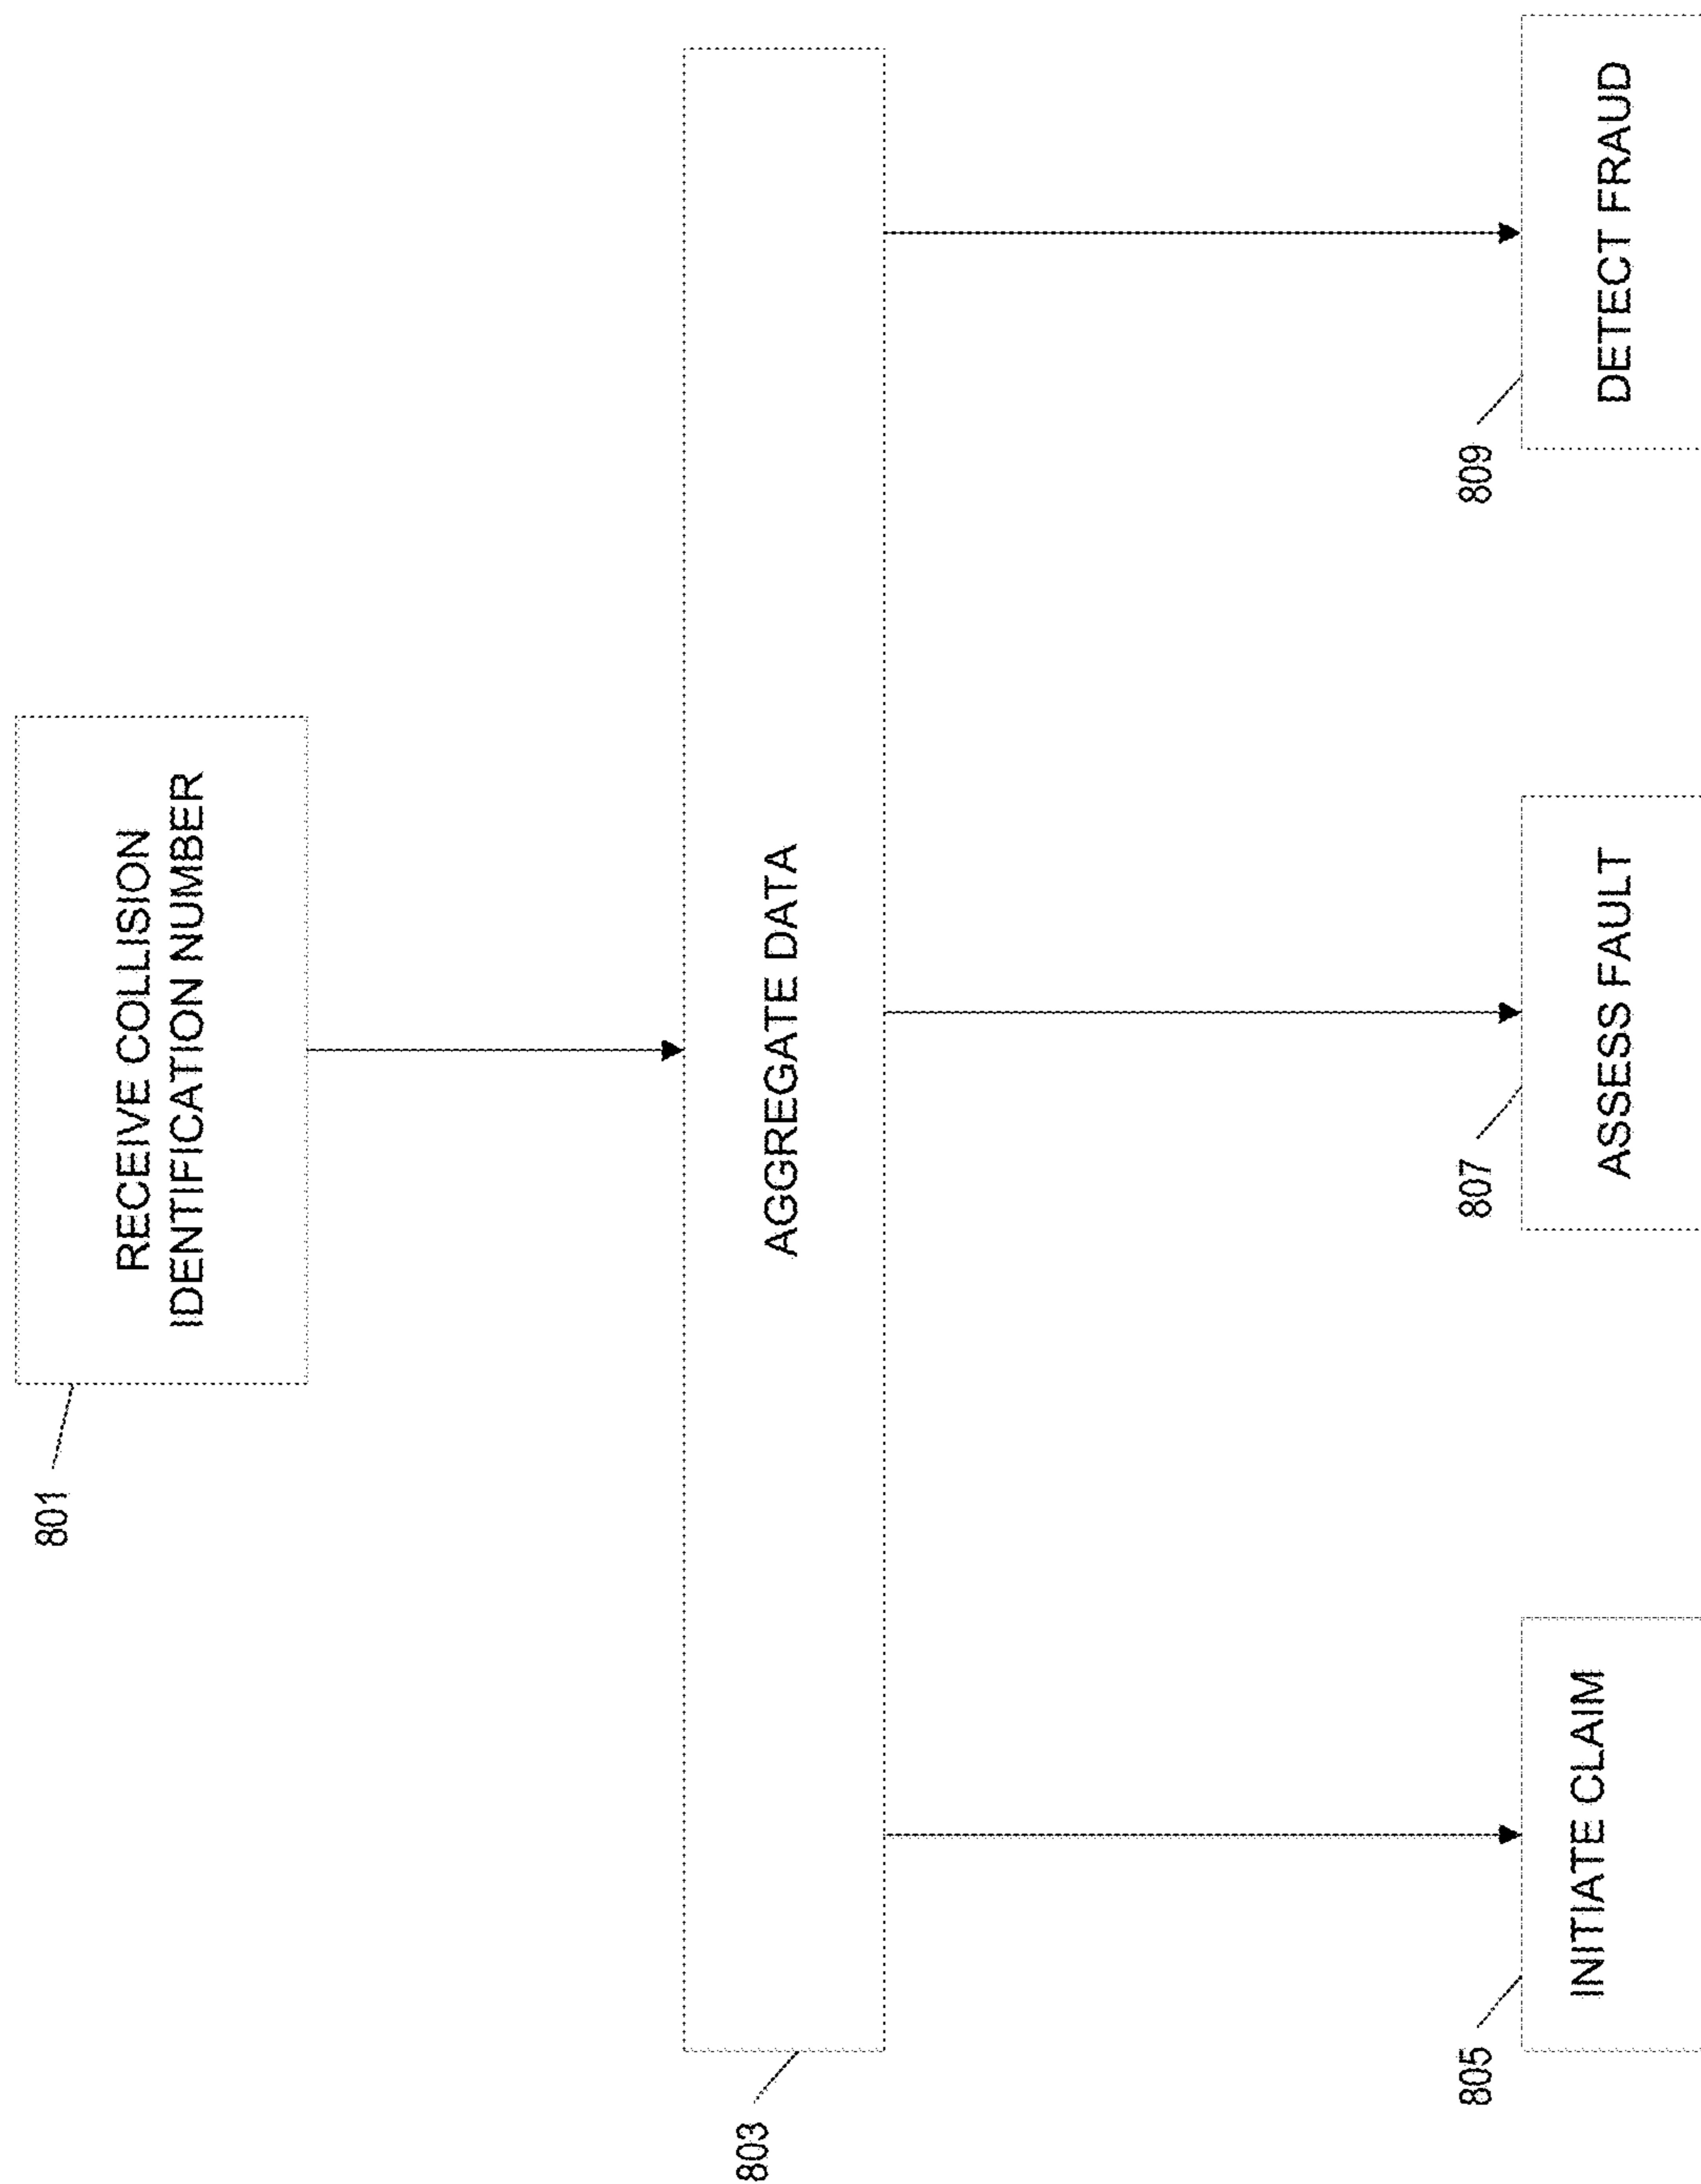 801
RECEIVE COLLISION
IDENTIFICATION NUMBER
803
AGGREGATE DATA
805
INITIATE CLAIM
807
ASSESS FAULT
809
DETECT FRAUD